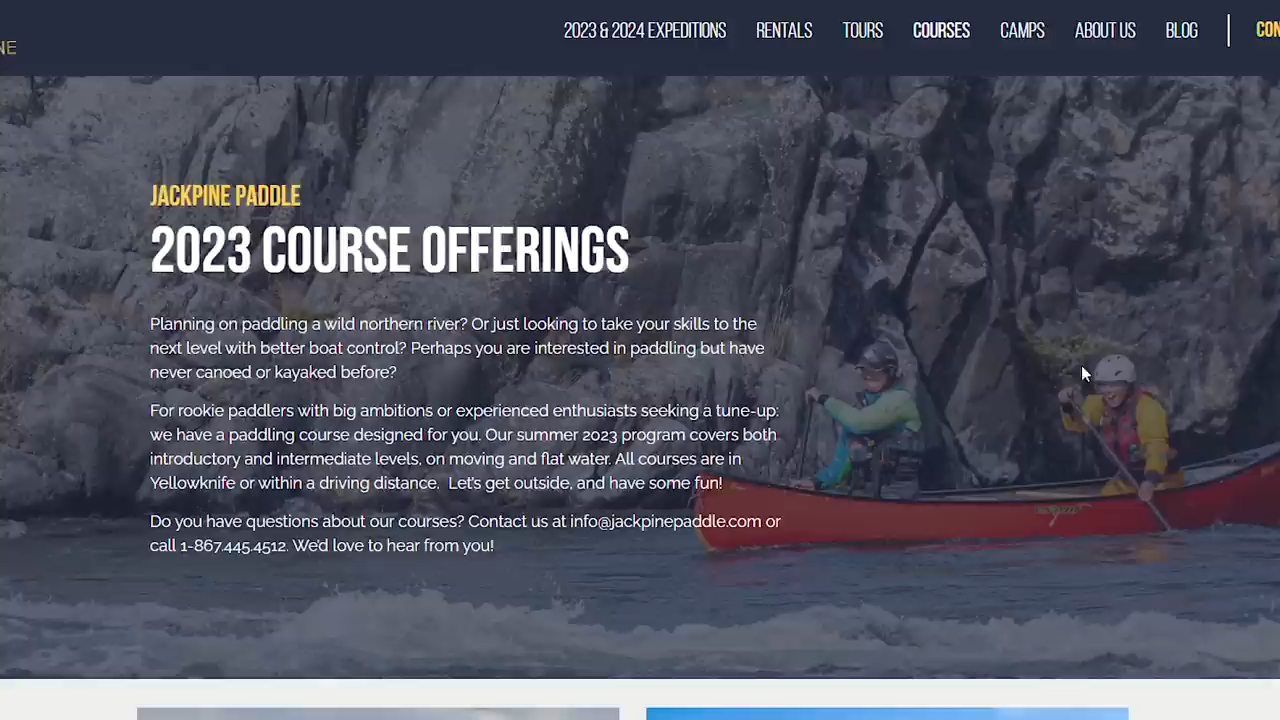 2023 & 2024 EXPEDITIONS RENTALS TOURS COURSES CAMPS ABOUT US BLOG
JACKPINE PADDLE
2023 COURSE OFFERINGS
Planning on paddling a wild northern river? Or just looking to take your skills to the
next level with better boat control? Perhaps you are interested in paddling but have
never canoed or kayaked before?
For rookie paddlers with big ambitions or experienced enthusiasts seeking a tune-up:
we have a paddling course designed for you. Our summer 2023 program covers both
introductory and intermediate levels, on moving and flat water. All courses are in
Yellowknife or within a driving distance.  Let's get outside, and have some fun!
Do you have questions about our courses? Contact us at info@jackpinepaddle.com or
call 1-867.445.4512. We'd love to hear from you!